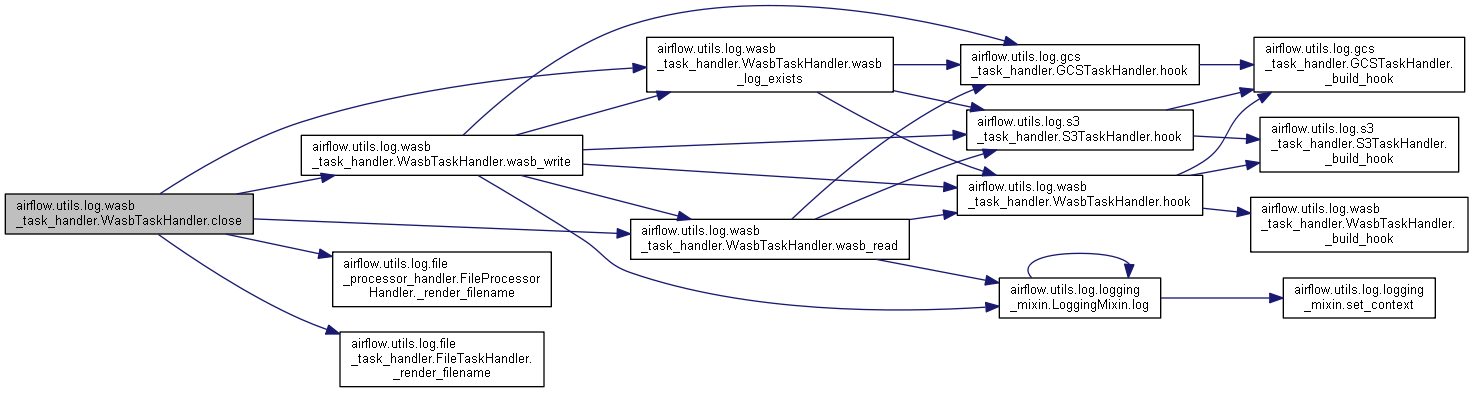 airflow.utils.log.wasb
_task_handler.WasbTaskHandler.close
airflow.utils.log.wasb
_task_handler.WasbTaskHandler.wasb_write
airflow.utils.log.file
_processor_handler.FileProcessor
Handler._render_filename
airflow.utils.log.file
_task_handler.FileTaskHandler.
_render_filename
airflow.utils.log.wasb
_task_handler.WasbTaskHandler.wasb
_log_exists
airflow.utils.log.wasb
_task_handler.WasbTaskHandler.wasb_read
airflow.utils.log.gcs
_task_handler.GCSTaskHandler.hook
airflow.utils.log.s3
_task_handler.S3TaskHandler.hook
airflow.utils.log.wasb
_task_handler.WasbTaskHandler.hook
airflow.utils.log.logging
_mixin.LoggingMixin.log
airflow.utils.log.gcs
_task_handler.GCSTaskHandler.
_build_hook
airflow.utils.log.s3
_task_handler.S3TaskHandler.
_build_hook
airflow.utils.log.wasb
_task_handler.WasbTaskHandler.
_build_hook
airflow.utils.log.logging
_mixin.set_context